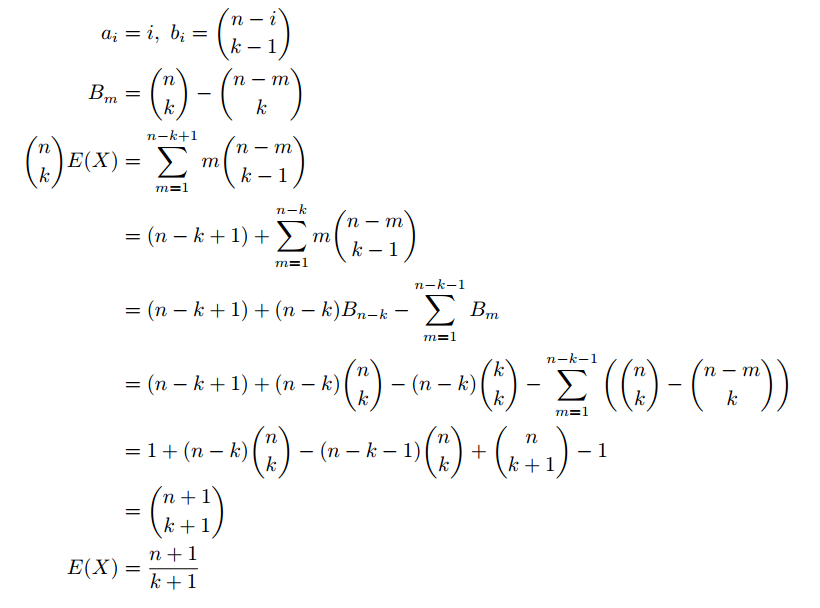 a_i = i, b_i = \binom{n-i}{k-1}
B_m = \binom{n}{k} - \binom{n-m}{k}
\binom{n}{k} E(X) = \sum_{m=1}^{n-k+1} m \binom{n-m}{k-1}
= (n-k+1) + \sum_{m=1}^{n-k} m \binom{n-m}{k-1}
= (n-k+1) + (n-k)B_{n-k} - \sum_{m=1}^{n-k-1} B_m
= (n-k+1) + (n-k)\binom{n}{k} - (n-k)\binom{k}{k} - \sum_{m=1}^{n-k-1} \left( \binom{n}{k} - \binom{n-m}{k} \right)
= 1 + (n-k)\binom{n}{k} - (n-k-1)\binom{n}{k} + \binom{n}{k+1} - 1
= \binom{n+1}{k+1}
E(X) = \frac{n+1}{k+1}